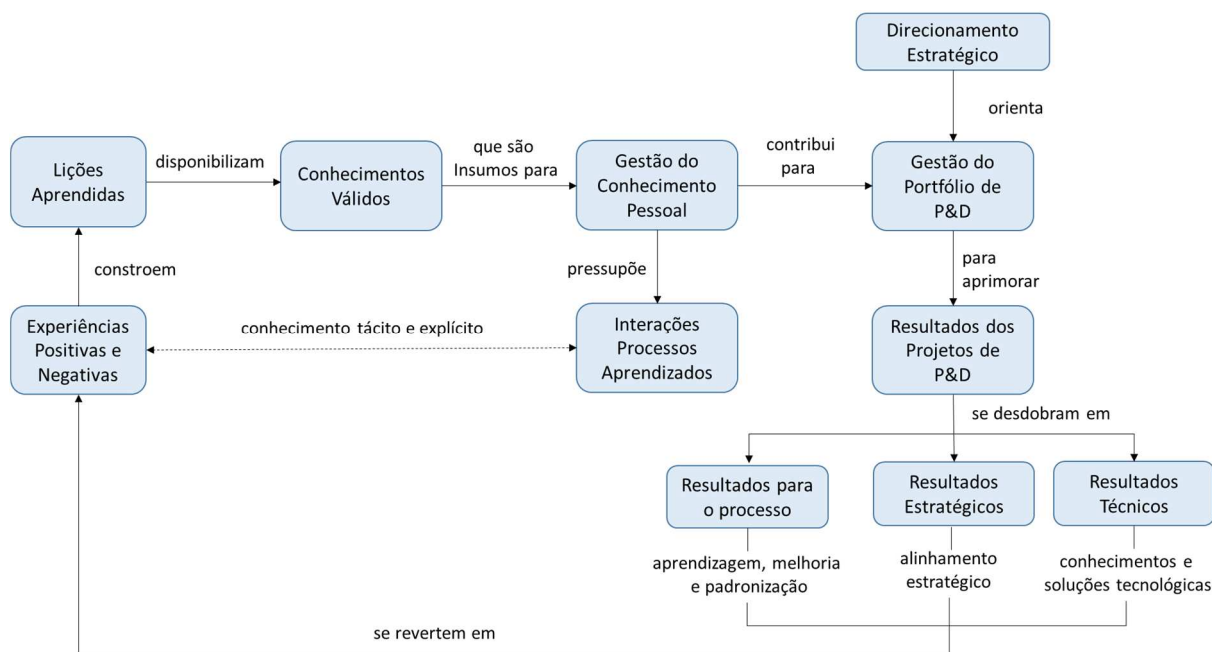 Direcionamento
Estratégico
orienta
Lições
Aprendidas
disponibilizam
Conhecimentos
Válidos
que são
Insumos para
Gestão do
Conhecimento
Pessoal
contribui
para
Gestão do
Portfólio de
P&D
constroem
pressupõe
para
aprimorar
Experiências
Positivas e
Negativas
conhecimento tácito e explícito
Interações
Processos
Aprendizados
Resultados dos
Projetos de
P&D
se desdobram em
Resultados para
o processo
Resultados
Estratégicos
Resultados
Técnicos
aprendizagem, melhoria
e padronização
alinhamento
estratégico
conhecimentos e
soluções tecnológicas
se revertem em